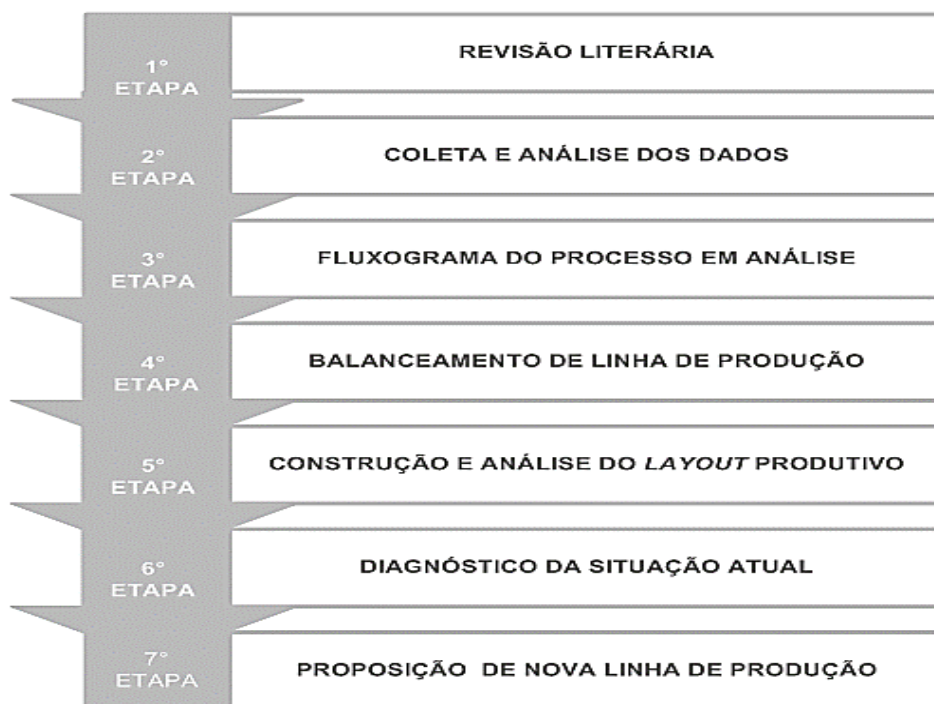 1°
ETAPA
REVISÃO LITERÁRIA
2°
ETAPA
COLETA E ANÁLISE DOS DADOS
3°
ETAPA
FLUXOGRAMA DO PROCESSO EM ANÁLISE
4°
ETAPA
BALANCEAMENTO DE LINHA DE PRODUÇÃO
5°
ETAPA
CONSTRUÇÃO E ANÁLISE DO LAYOUT PRODUTIVO
6°
ETAPA
DIAGNÓSTICO DA SITUAÇÃO ATUAL
7°
ETAPA
PROPOSIÇÃO DE NOVA LINHA DE PRODUÇÃO